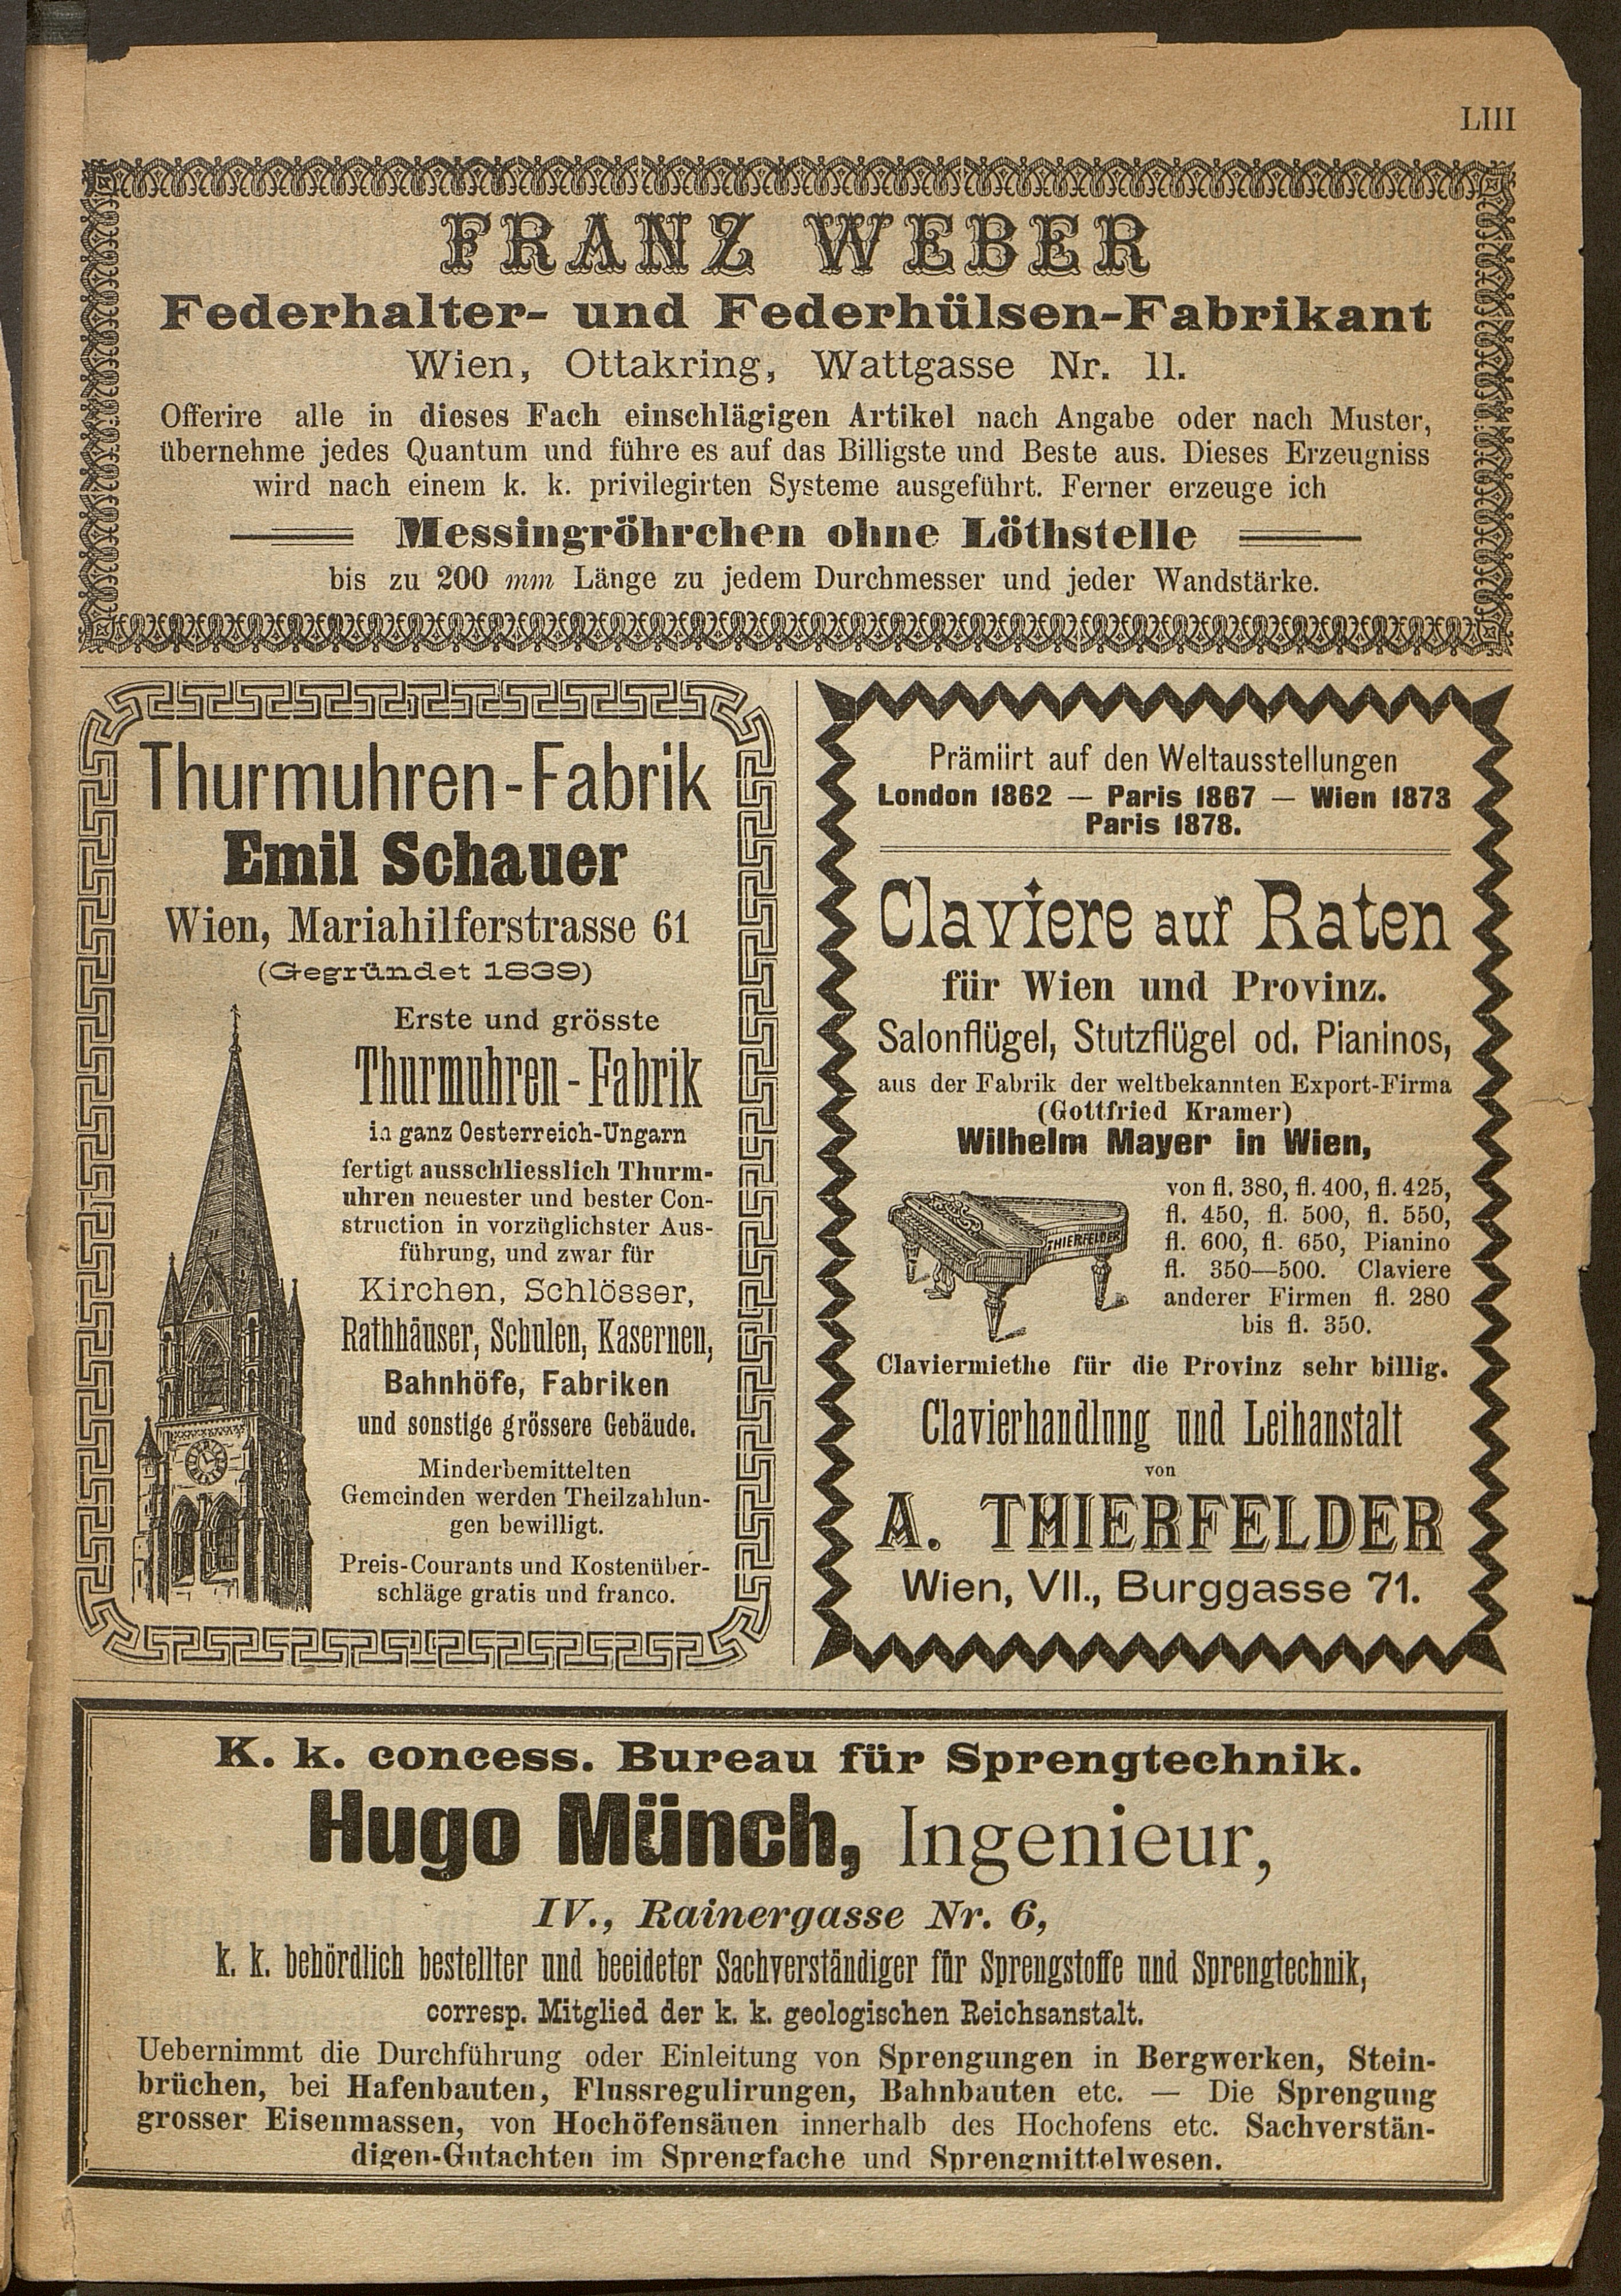 LIII
FRANZ WEBER
Federhalter- und Federhülsen-Fabrikant
Wien, Ottakring, Wattgasse Nr. 11.
Offerire alle in dieses Fach einschlägigen Artikel nach Angabe oder nach Muster,
übernehme jedes Quantum und führe es auf das Billigste und Beste aus. Dieses Erzeugniss
wird nach einem k. k. privilegirten Systeme ausgeführt. Ferner erzeuge ich
Messingröhrchen ohne Löthstelle
bis zu 200 mm Länge zu jedem Durchmesser und jeder Wandstärke.
Thurmuhren-Fabrik
Emil Schauer
Wien, Mariahilferstrasse 61
(Gegründet 1839)
Erste und grösste
Thurmuhren-Fabrik
in ganz Oesterreich-Ungarn
fertigt ausschliesslich Thurm-
uhren neuester und bester Con-
struction in vorzüglichster Aus-
führung, und zwar für
Kirchen, Schlösser,
Rathhäuser, Schulen, Kasernen,
Bahnhöfe, Fabriken
und sonstige grössere Gebäude.
Minderbemittelten
Gemeinden werden Theilzahlun-
gen bewilligt.
Preis-Courants und Kostenüber-
schläge gratis und franco.
Prämiirt auf den Weltausstellungen
London 1862 — Paris 1867 — Wien 1873
Paris 1878.
Claviere auf Raten
für Wien und Provinz.
Salonflügel, Stutzflügel od. Pianinos,
aus der Fabrik der weltbekannten Export-Firma
(Gottfried Kramer)
Wilhelm Mayer in Wien,
THIERFELDER
von fl. 380, fl. 400, fl. 425,
fl. 450, fl. 500, fl. 550,
fl. 600, fl. 650, Pianino
fl. 350—500. Claviere
anderer Firmen fl. 280
bis fl. 350.
Claviermiethe für die Provinz sehr billig.
Clavierhandlung und Leihanstalt
von
A. THIERFELDER
Wien, VII., Burggasse 71.
K. k. concess. Bureau für Sprengtechnik.
Hugo Münch, Ingenieur,
IV., Rainergasse Nr. 6,
k. k. behördlich bestellter und beeideter Sachverständiger für Sprengstoffe und Sprengtechnik,
corresp. Mitglied der k. k. geologischen Reichsanstalt.
Uebernimmt die Durchführung oder Einleitung von Sprengungen in Bergwerken, Stein-
brüchen, bei Hafenbauten, Flussregulirungen, Bahnbauten etc. — Die Sprengung
grosser Eisenmassen, von Hochöfensäuen innerhalb des Hochofens etc. Sachverstän-
digen-Gutachten im Sprengfache und Sprengmittelwesen.